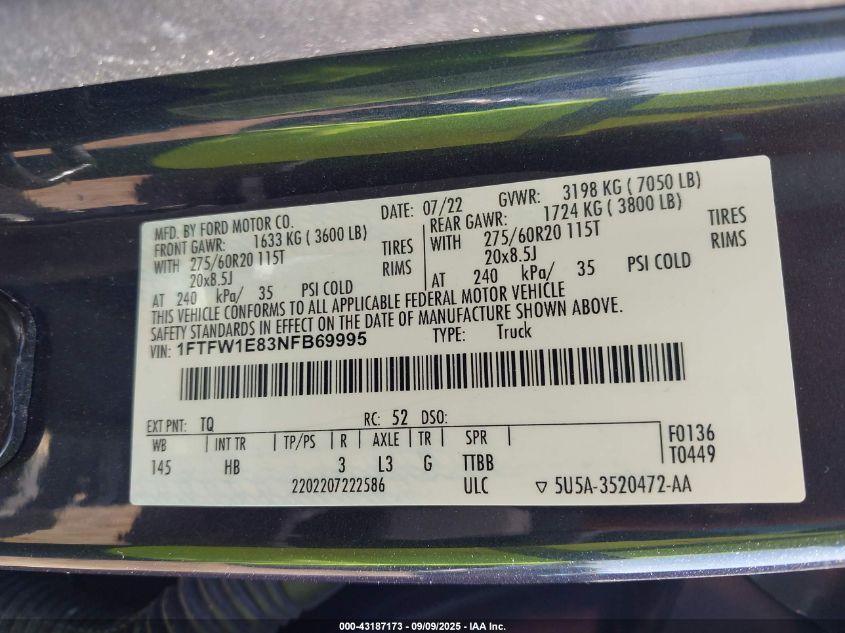 MFD. BY FORD MOTOR CO. DATE: 07/22 GVWR: 3198 KG ( 7050 LB)
FRONT GAWR: 1633 KG ( 3600 LB) REAR GAWR: 1724 KG ( 3800 LB)
WITH 275/60R20 115T TIRES WITH 275/60R20 115T TIRES
20x8.5J RIMS 20x8.5J RIMS
AT 240 kPa/ 35 PSI COLD AT 240 kPa/ 35 PSI COLD
THIS VEHICLE CONFORMS TO ALL APPLICABLE FEDERAL MOTOR VEHICLE
SAFETY STANDARDS IN EFFECT ON THE DATE OF MANUFACTURE SHOWN ABOVE.
VIN: 1FTFW1E83NFB69995 TYPE: Truck
EXT PNT: TQ RC: 52 DSO:
WB INT TR TP/PS R AXLE TR SPR F0136
145 HB 3 L3 G TTBB T0449
2202207222586 ULC ▽ 5U5A-3520472-AA
000-43187173 - 09/09/2025 - IAA Inc.